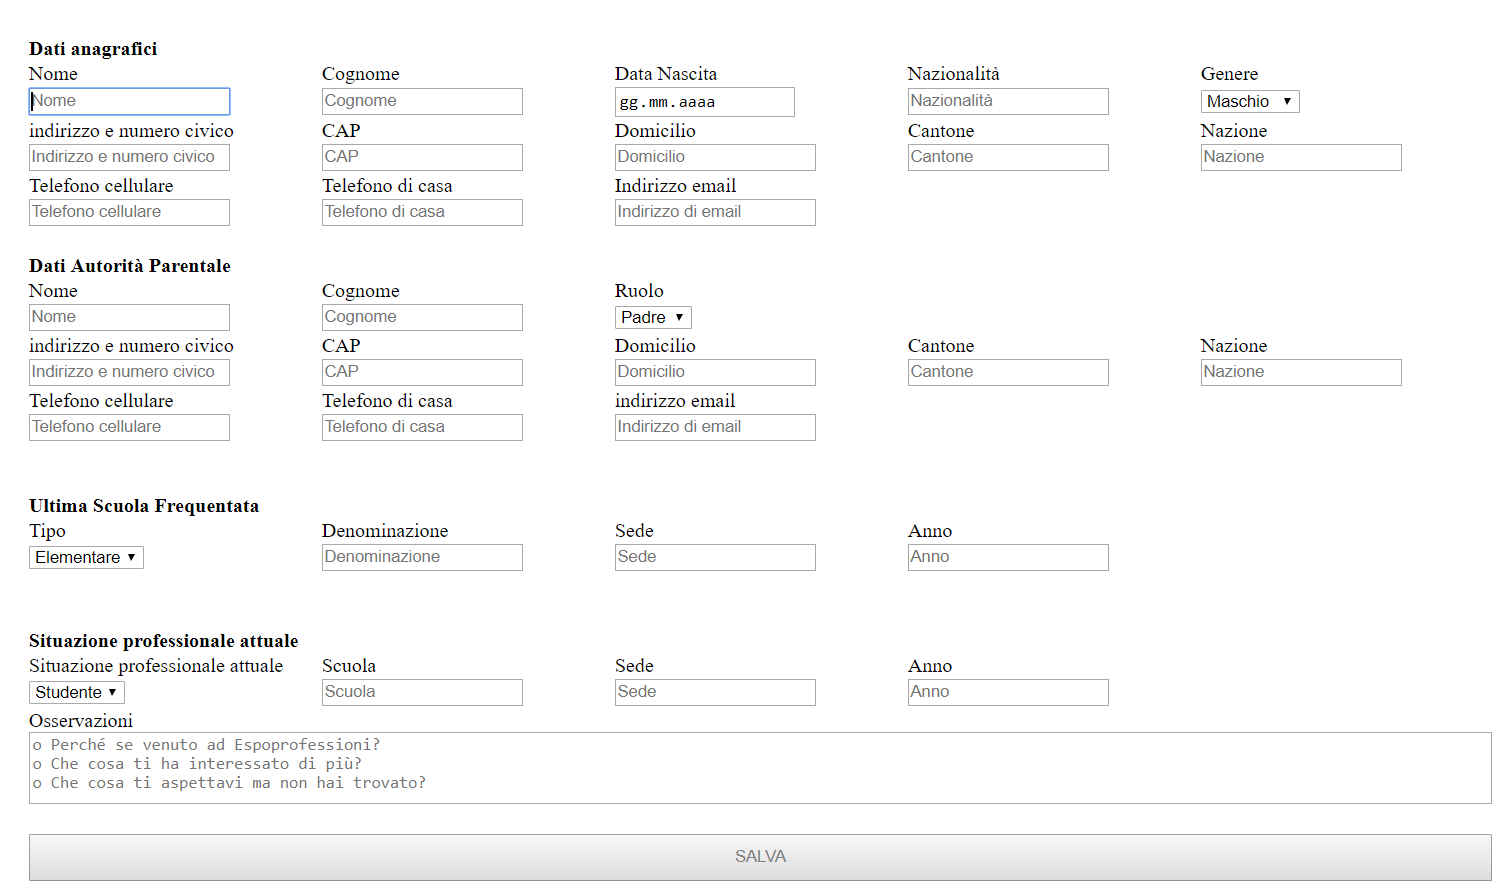 Dati anagrafici
Nome Cognome Data Nascita Nazionalità Genere
Nome Cognome gg.mm.aaaa Nazionalità Maschio
indirizzo e numero civico CAP Domicilio Cantone Nazione
Indirizzo e numero civico CAP Domicilio Cantone Nazione
Telefono cellulare Telefono di casa Indirizzo email
Telefono cellulare Telefono di casa Indirizzo di email
Dati Autorità Parentale
Nome Cognome Ruolo
Nome Cognome Padre
indirizzo e numero civico CAP Domicilio Cantone Nazione
Indirizzo e numero civico CAP Domicilio Cantone Nazione
Telefono cellulare Telefono di casa indirizzo email
Telefono cellulare Telefono di casa Indirizzo di email
Ultima Scuola Frequentata
Tipo Denominazione Sede Anno
Elementare Denominazione Sede Anno
Situazione professionale attuale
Situazione professionale attuale Scuola Sede Anno
Studente Scuola Sede Anno
Osservazioni
o Perché se venuto ad Espoprofessioni?
o Che cosa ti ha interessato di più?
o Che cosa ti aspettavi ma non hai trovato?
SALVA